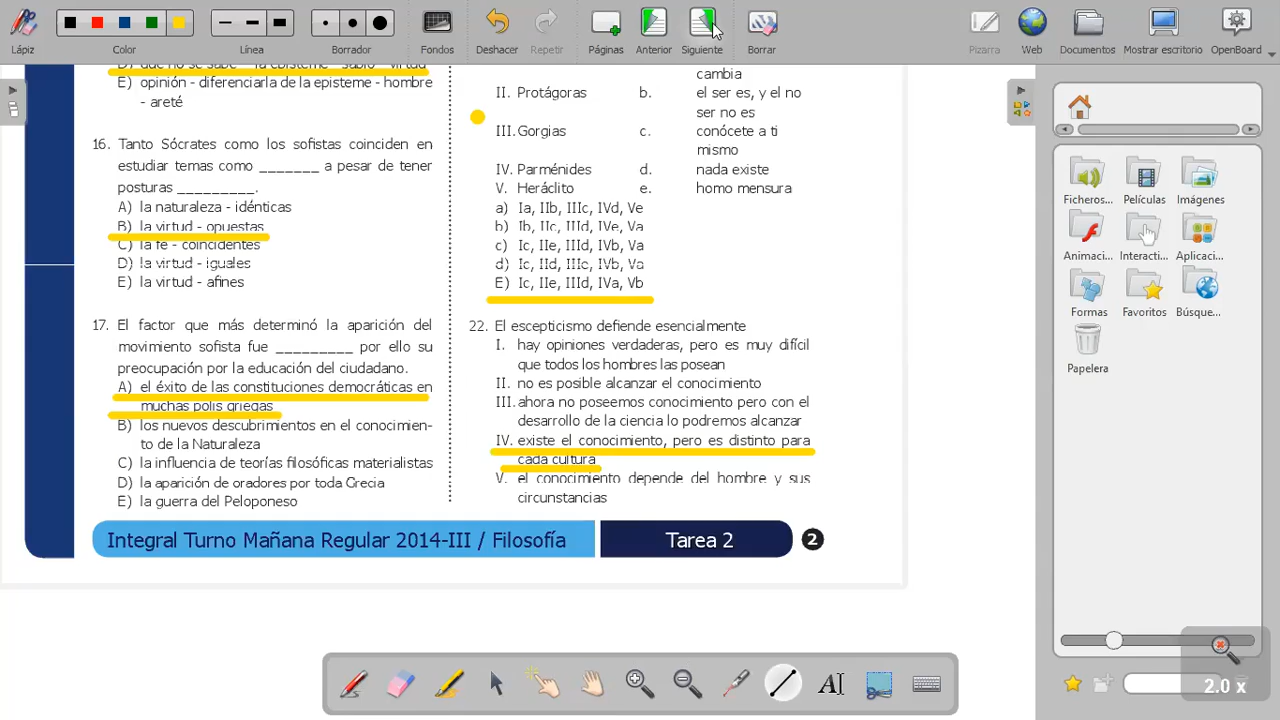 Lápiz
Color
Línea
Borrador
Fondos
Deshacer
Repetir
Páginas
Anterior
Siguiente
Borrar
Pizarra
Web
Documentos
Mostrar escritorio
OpenBoard
D) que no se sabe - la episteme - sabio - virtud
E) opinión - diferenciarla de la episteme - hombre
- areté
16. Tanto Sócrates como los sofistas coinciden en
estudiar temas como _______ a pesar de tener
posturas _________.
A) la naturaleza - idénticas
B) la virtud - opuestas
C) la fe - coincidentes
D) la virtud - iguales
E) la virtud - afines
17. El factor que más determinó la aparición del
movimiento sofista fue _________ por ello su
preocupación por la educación del ciudadano.
A) el éxito de las constituciones democráticas en
muchas polis griegas
B) los nuevos descubrimientos en el conocimien-
to de la Naturaleza
C) la influencia de teorías filosóficas materialistas
D) la aparición de oradores por toda Grecia
E) la guerra del Peloponeso
cambia
II. Protágoras b. el ser es, y el no
ser no es
III. Gorgias c. conócete a ti
mismo
IV. Parménides d. nada existe
V. Heráclito e. homo mensura
a) Ia, IIb, IIIc, IVd, Ve
b) Ib, IIc, IIId, IVe, Va
c) Ic, IIe, IIId, IVb, Va
d) Ic, IId, IIIe, IVb, Va
E) Ic, IIe, IIId, IVa, Vb
22. El escepticismo defiende esencialmente
I. hay opiniones verdaderas, pero es muy difícil
que todos los hombres las posean
II. no es posible alcanzar el conocimiento
III. ahora no poseemos conocimiento pero con el
desarrollo de la ciencia lo podremos alcanzar
IV. existe el conocimiento, pero es distinto para
cada cultura
V. el conocimiento depende del hombre y sus
circunstancias
Integral Turno Mañana Regular 2014-III / Filosofía
Tarea 2
2
Ficheros...
Películas
Imágenes
Animaci...
Interacti...
Aplicaci...
Formas
Favoritos
Búsque...
Papelera
2.0 x